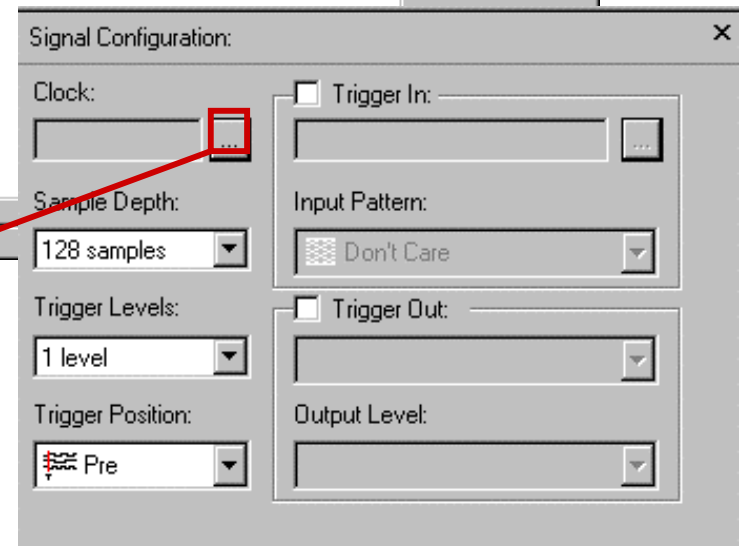 Signal Configuration:
Clock:
...
Sample Depth:
128 samples
Trigger Levels:
1 level
Trigger Position:
Pre
Trigger In:
...
Input Pattern:
Don't Care
Trigger Out:
Output Level: